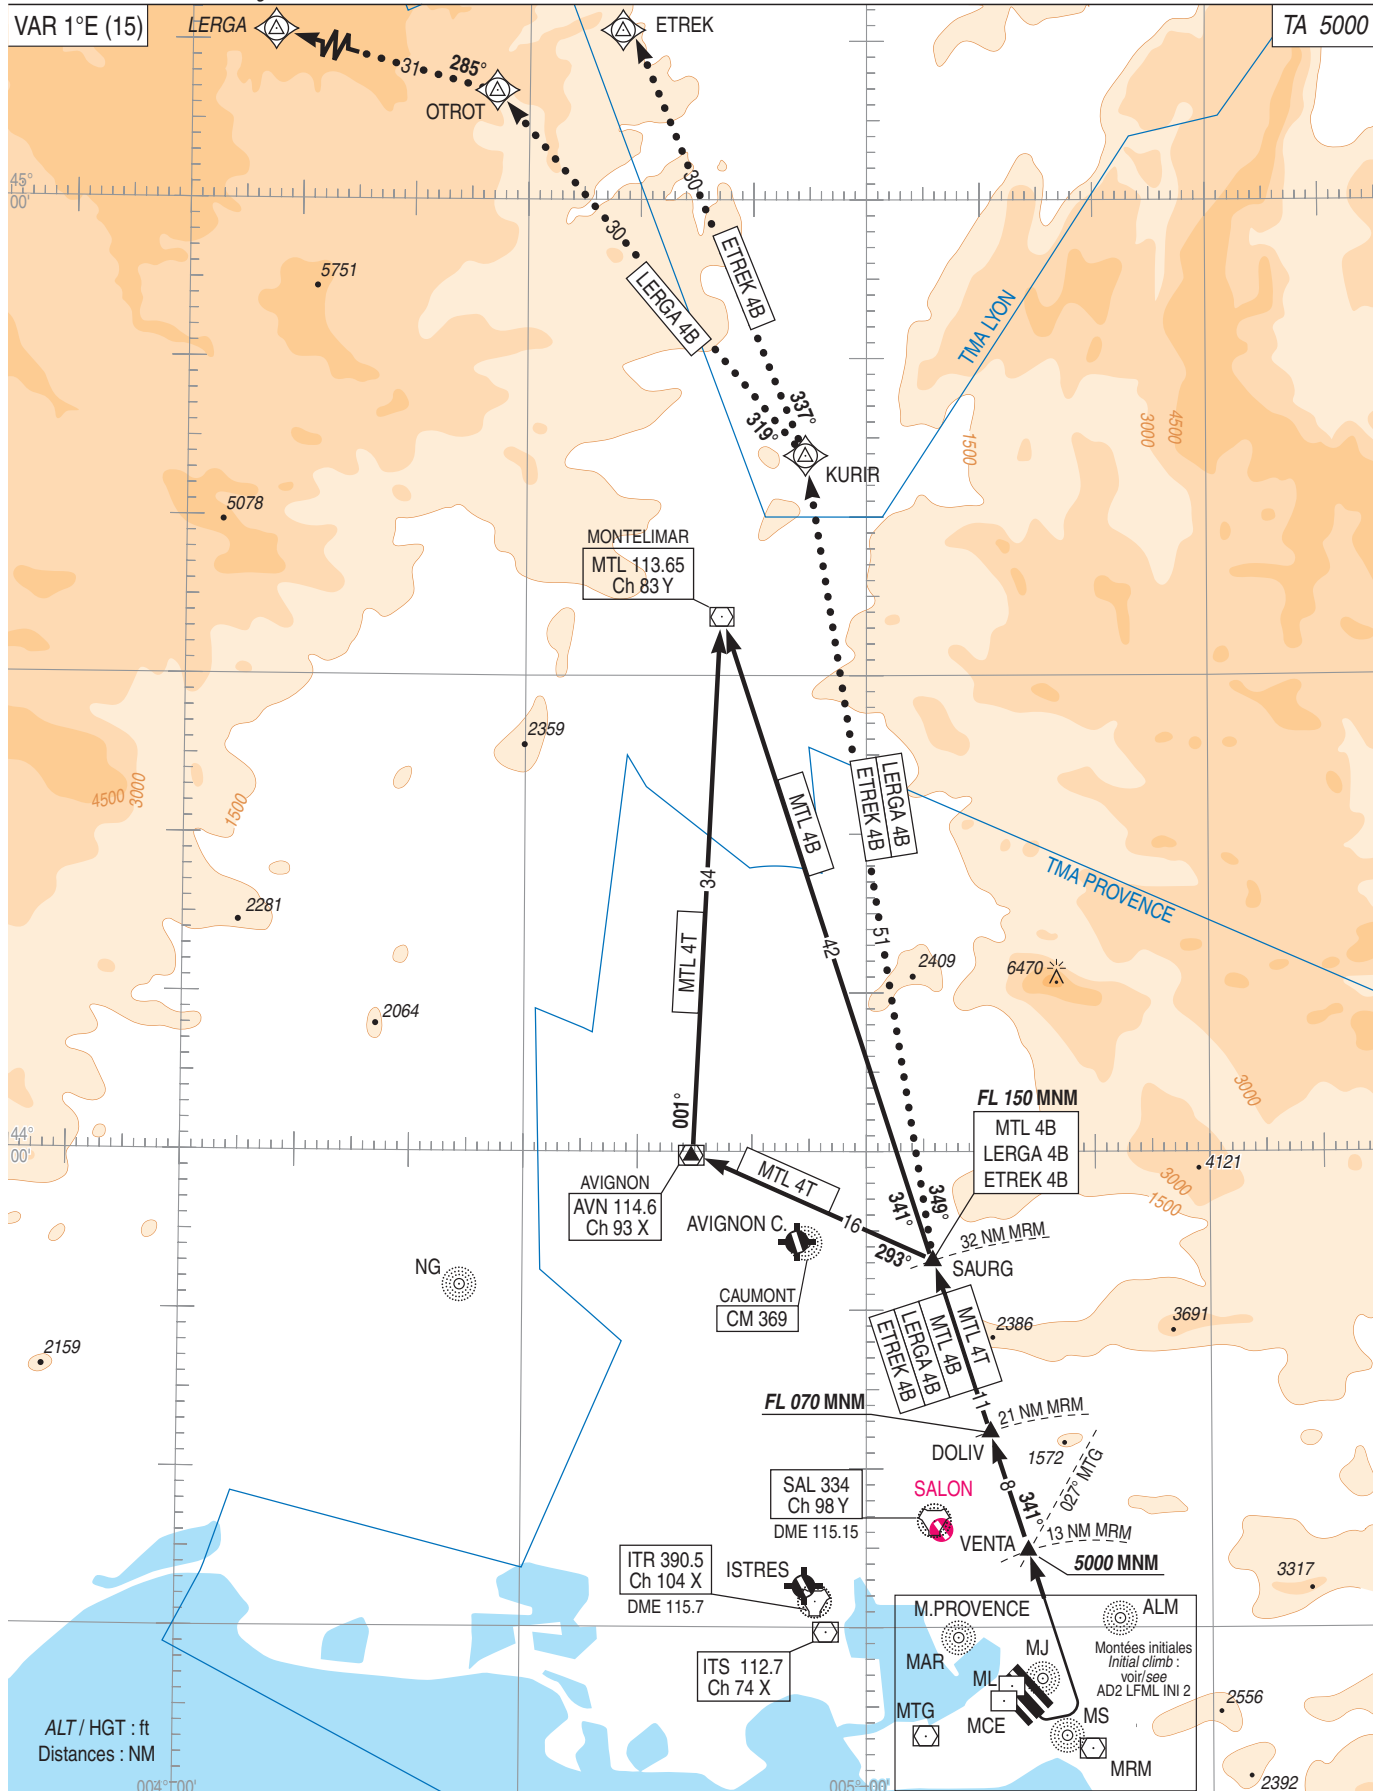 VAR 1°E (15)
LERGA
ETREK
TA 5000
31
285°
OTROT
30
30
45°
00'
5751
ETREK 4B
LERGA 4B
TMA LYON
337°
319°
KURIR
3000
4500
1500
5078
MONTELIMAR
MTL 113.65
Ch 83 Y
2359
4500
3000
1500
MTL 4B
LERGA 4B
ETREK 4B
TMA PROVENCE
34
2281
MTL 4T
42
51
2409
6470
2064
001°
3000
FL 150 MNM
MTL 4B
LERGA 4B
ETREK 4B
44°
00'
4121
3000
1500
AVIGNON
AVN 114.6
Ch 93 X
MTL 4T
16
341°
349°
293°
AVIGNON C.
32 NM MRM
SAURG
NG
CAUMONT
CM 369
MTL 4T
MTL 4B
LERGA 4B
ETREK 4B
2386
3691
2159
11
FL 070 MNM
21 NM MRM
DOLIV
1572
027° MTG
SAL 334
Ch 98 Y
DME 115.15
SALON
8
341°
VENTA
13 NM MRM
5000 MNM
ITR 390.5
Ch 104 X
DME 115.7
ISTRES
3317
M.PROVENCE
ALM
MAR
MJ
Montées initiales
Initial climb :
voir/see
AD2 LFML INI 2
ITS 112.7
Ch 74 X
ML
MCE
MTG
MS
MRM
2556
ALT / HGT : ft
Distances : NM
004°00'
005°00'
2392